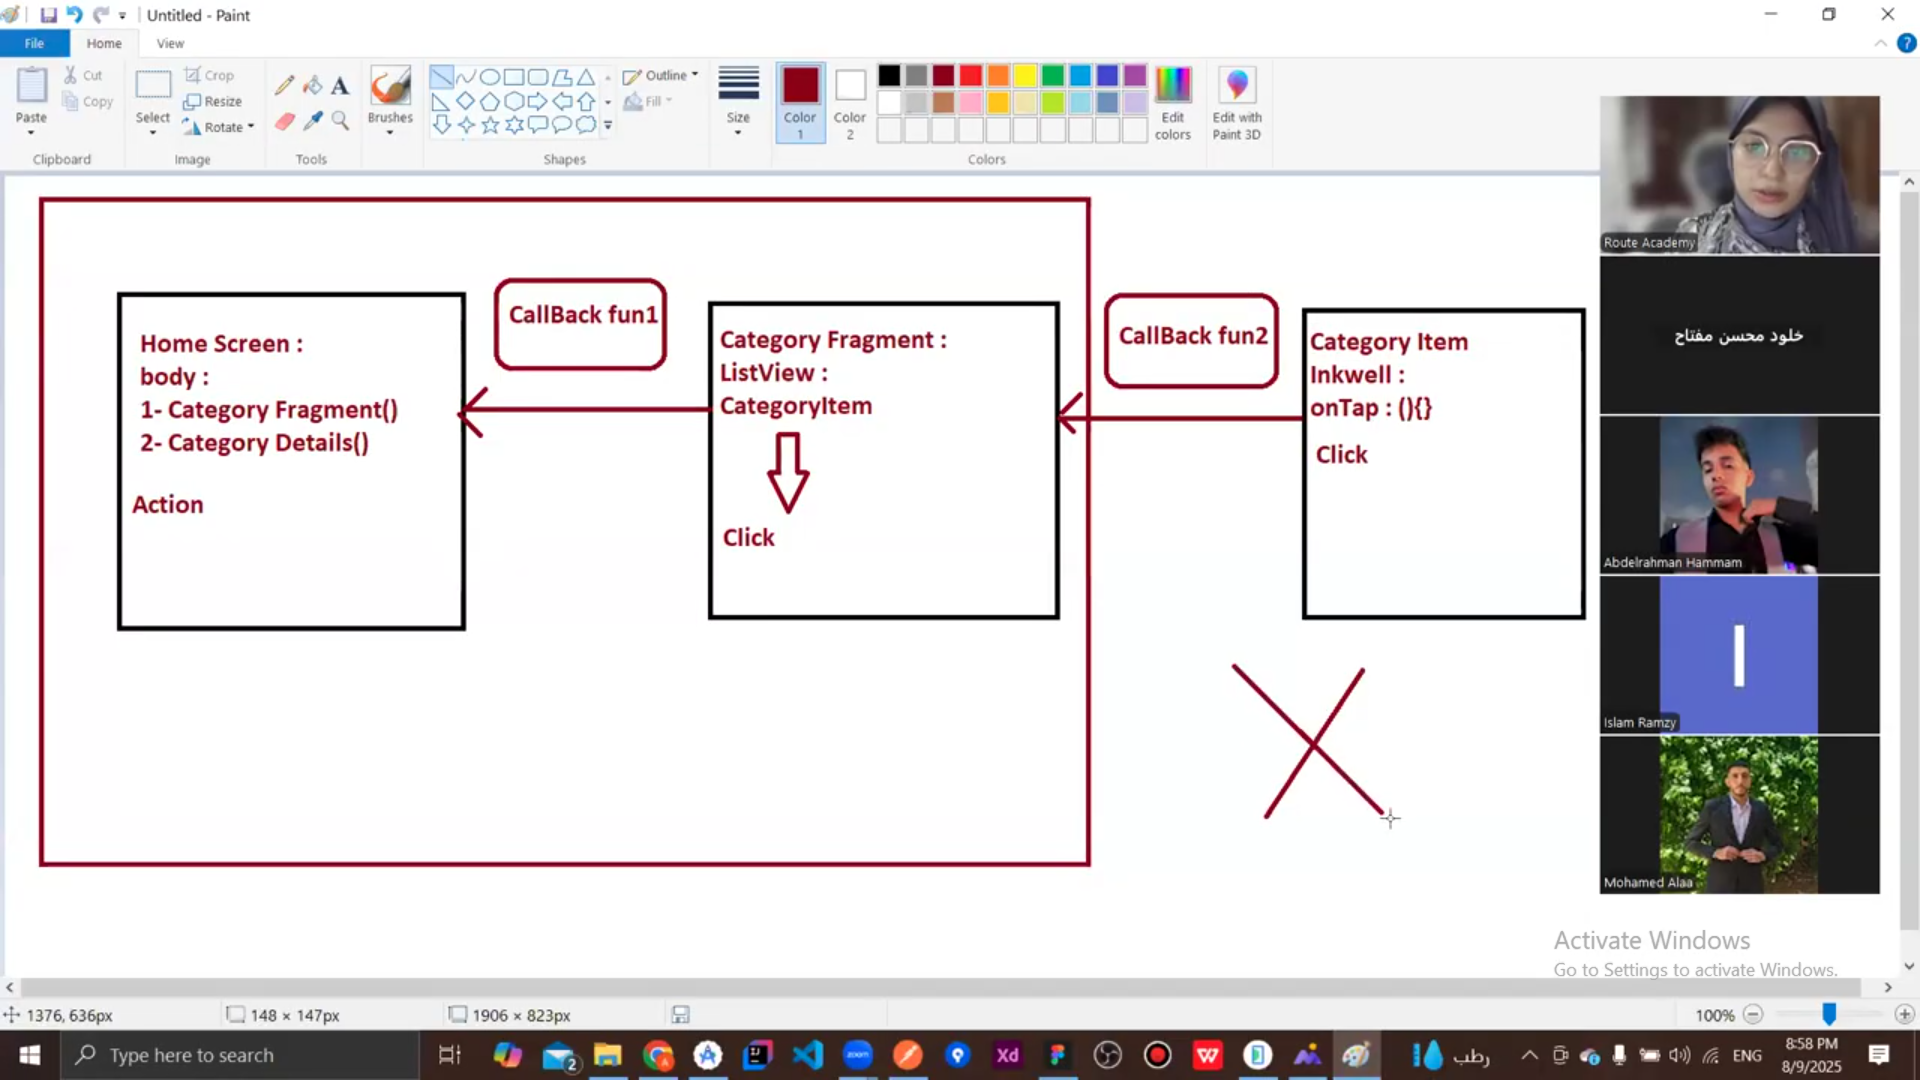 Untitled - Paint
File
Home
View
Paste
Cut
Copy
Clipboard
Select
Crop
Resize
Rotate
Image
Tools
Brushes
Shapes
Outline
Fill
Size
Color 1
Color 2
Colors
Edit colors
Edit with Paint 3D
Home Screen :
body :
1- Category Fragment()
2- Category Details()
Action
CallBack fun1
Category Fragment :
ListView :
CategoryItem
Click
CallBack fun2
Category Item
Inkwell :
onTap : (){}
Click
Route Academy
خلود محسن مفتاح
Abdelrahman Hammam
Islam Ramzy
Mohamed Alaa
Activate Windows
Go to Settings to activate Windows.
1376, 636px
148 × 147px
1906 × 823px
100%
Type here to search
2
zoom
Xd
رطب
ENG
8:58 PM
8/9/2025